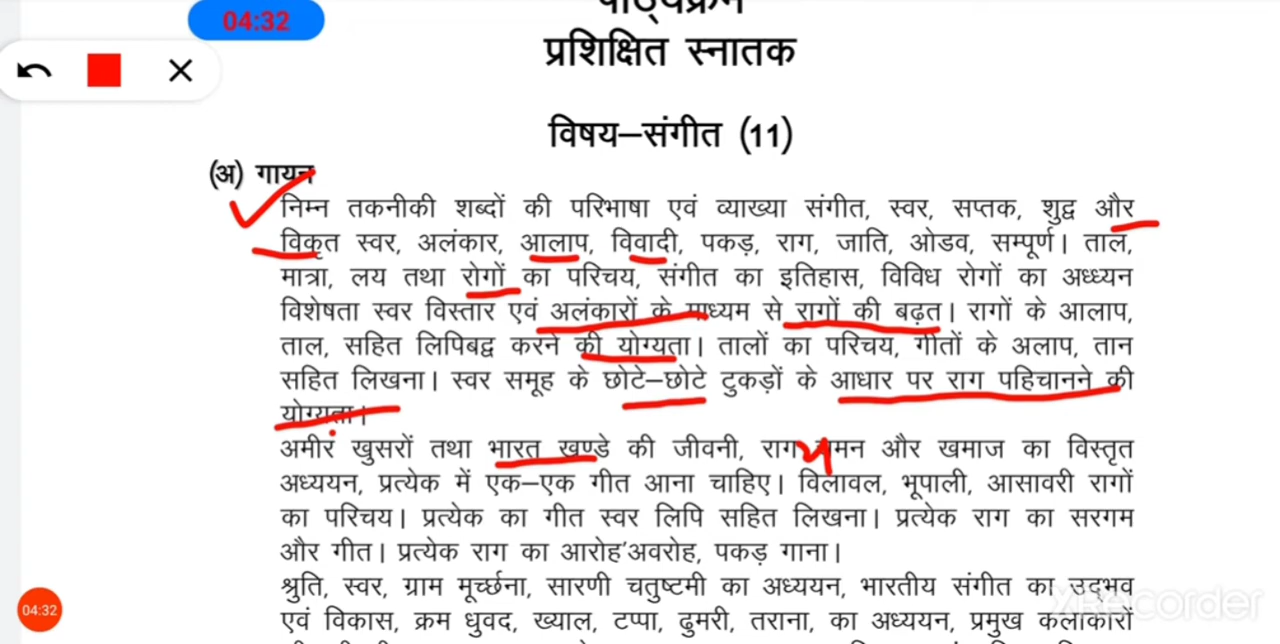 04:32
पाठ्यक्रम
प्रशिक्षित स्नातक
विषय–संगीत (11)
(अ) गायन
निम्न तकनीकी शब्दों की परिभाषा एवं व्याख्या संगीत, स्वर, सप्तक, शुद्व और
विकृत स्वर, अलंकार, आलाप, विवादी, पकड़, राग, जाति, ओडव, सम्पूर्ण। ताल,
मात्रा, लय तथा रोगों का परिचय, संगीत का इतिहास, विविध रोगों का अध्ययन
विशेषता स्वर विस्तार एवं अलंकारों के माध्यम से रागों की बढ़त। रागों के आलाप,
ताल, सहित लिपिबद्व करने की योग्यता। तालों का परिचय, गीतों के अलाप, तान
सहित लिखना। स्वर समूह के छोटे–छोटे टुकड़ों के आधार पर राग पहिचानने की
योग्यता।
अमीर खुसरों तथा भारत खण्डे की जीवनी, राग और खमाज का विस्तृत
अध्ययन, प्रत्येक में एक–एक गीत आना चाहिए। विलावल, भूपाली, आसावरी रागों
का परिचय। प्रत्येक का गीत स्वर लिपि सहित लिखना। प्रत्येक राग का सरगम
और गीत। प्रत्येक राग का आरोह'अवरोह, पकड़ गाना।
श्रुति, स्वर, ग्राम मूर्च्छना, सारणी चतुष्टमी का अध्ययन, भारतीय संगीत का उद्भव
एवं विकास, क्रम धुवद, ख्याल, टप्पा, ढुमरी, तराना, का अध्ययन, प्रमुख कलाकारों
04:32
XRecorder